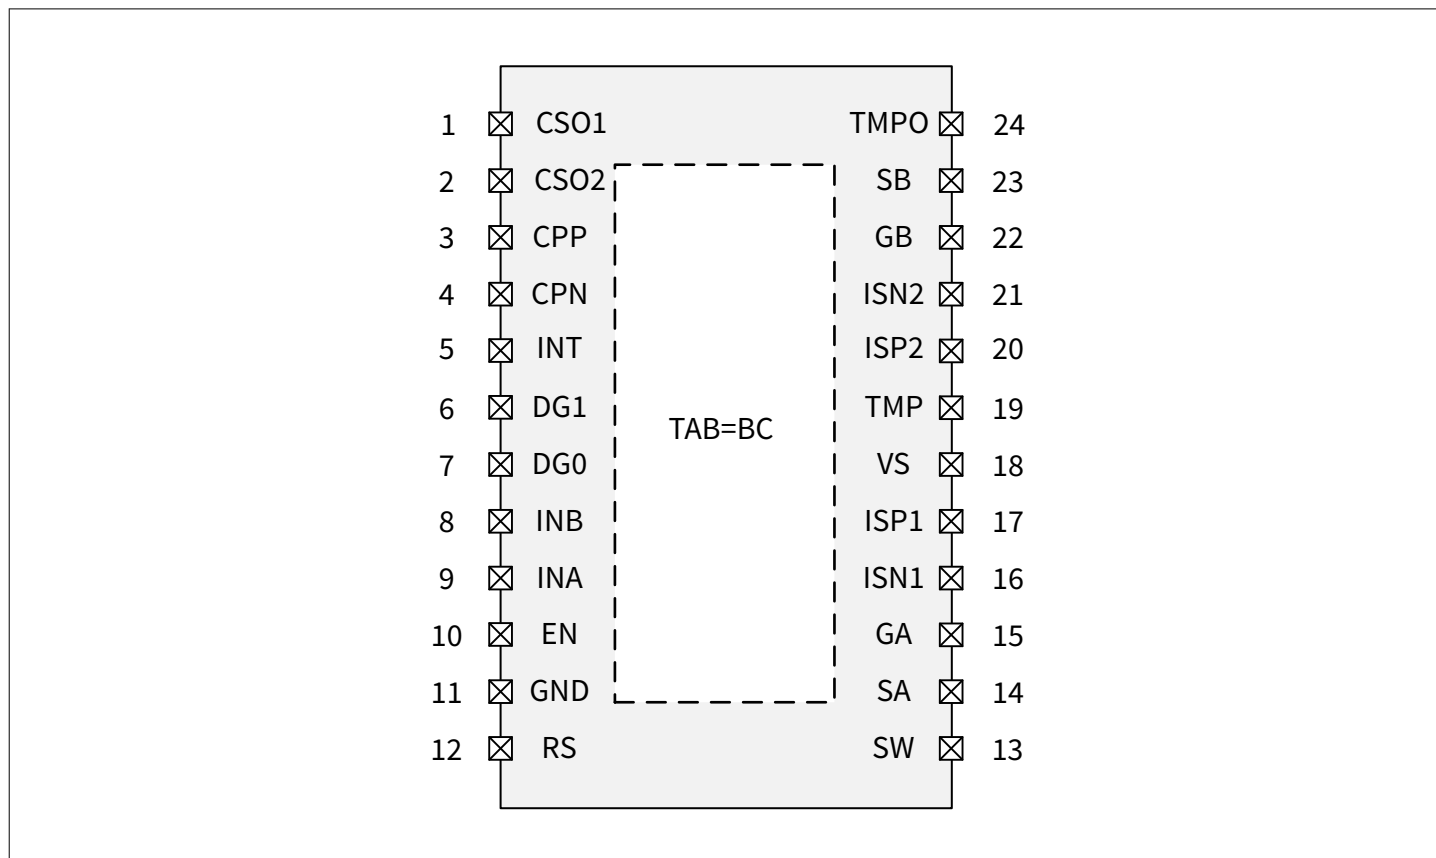 1 CSO1 TMPO 24
2 CSO2 SB 23
3 CPP GB 22
4 CPN ISN2 21
5 INT ISP2 20
6 DG1 TMP 19
TAB=BC
7 DG0 VS 18
8 INB ISP1 17
9 INA ISN1 16
10 EN GA 15
11 GND SA 14
12 RS SW 13